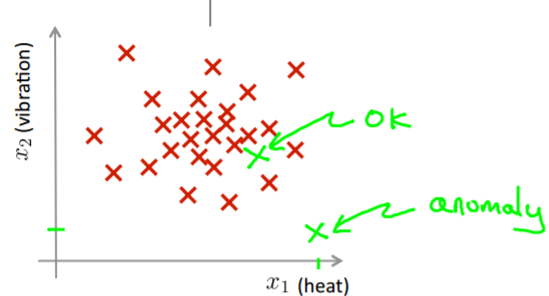 x₂ (vibration)
OK
anomaly
x₁ (heat)